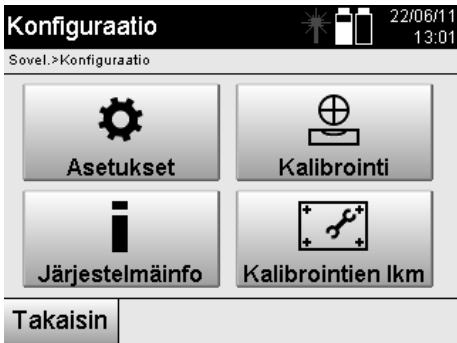 Konfiguraatio
22/06/11
13:01
Sovel.>Konfiguraatio
Asetukset
Kalibrointi
Järjestelmäinfo
Kalibrointien lkm
Takaisin